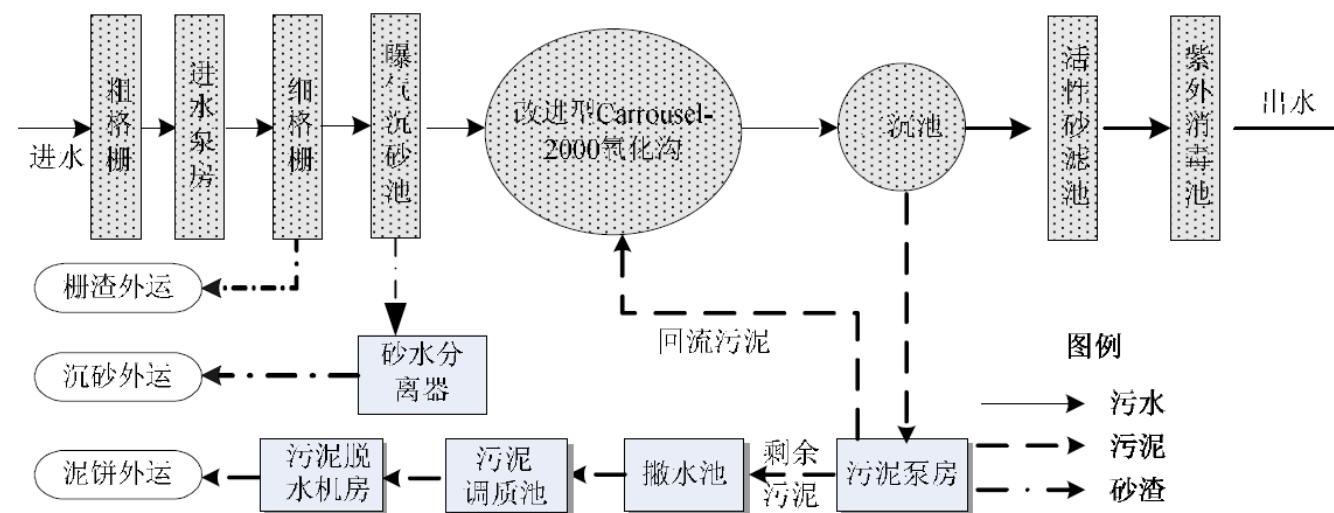 粗格栅
进水泵房
细格栅
曝气沉砂池
改进型Carrousel-
2000氧化沟
沉池
活性砂滤池
紫外消毒池
进水
出水
栅渣外运
沉砂外运
砂水分
离器
回流污泥
图例
污水
污泥
砂渣
泥饼外运
污泥脱
水机房
污泥
调质池
撇水池
剩余
污泥
污泥泵房